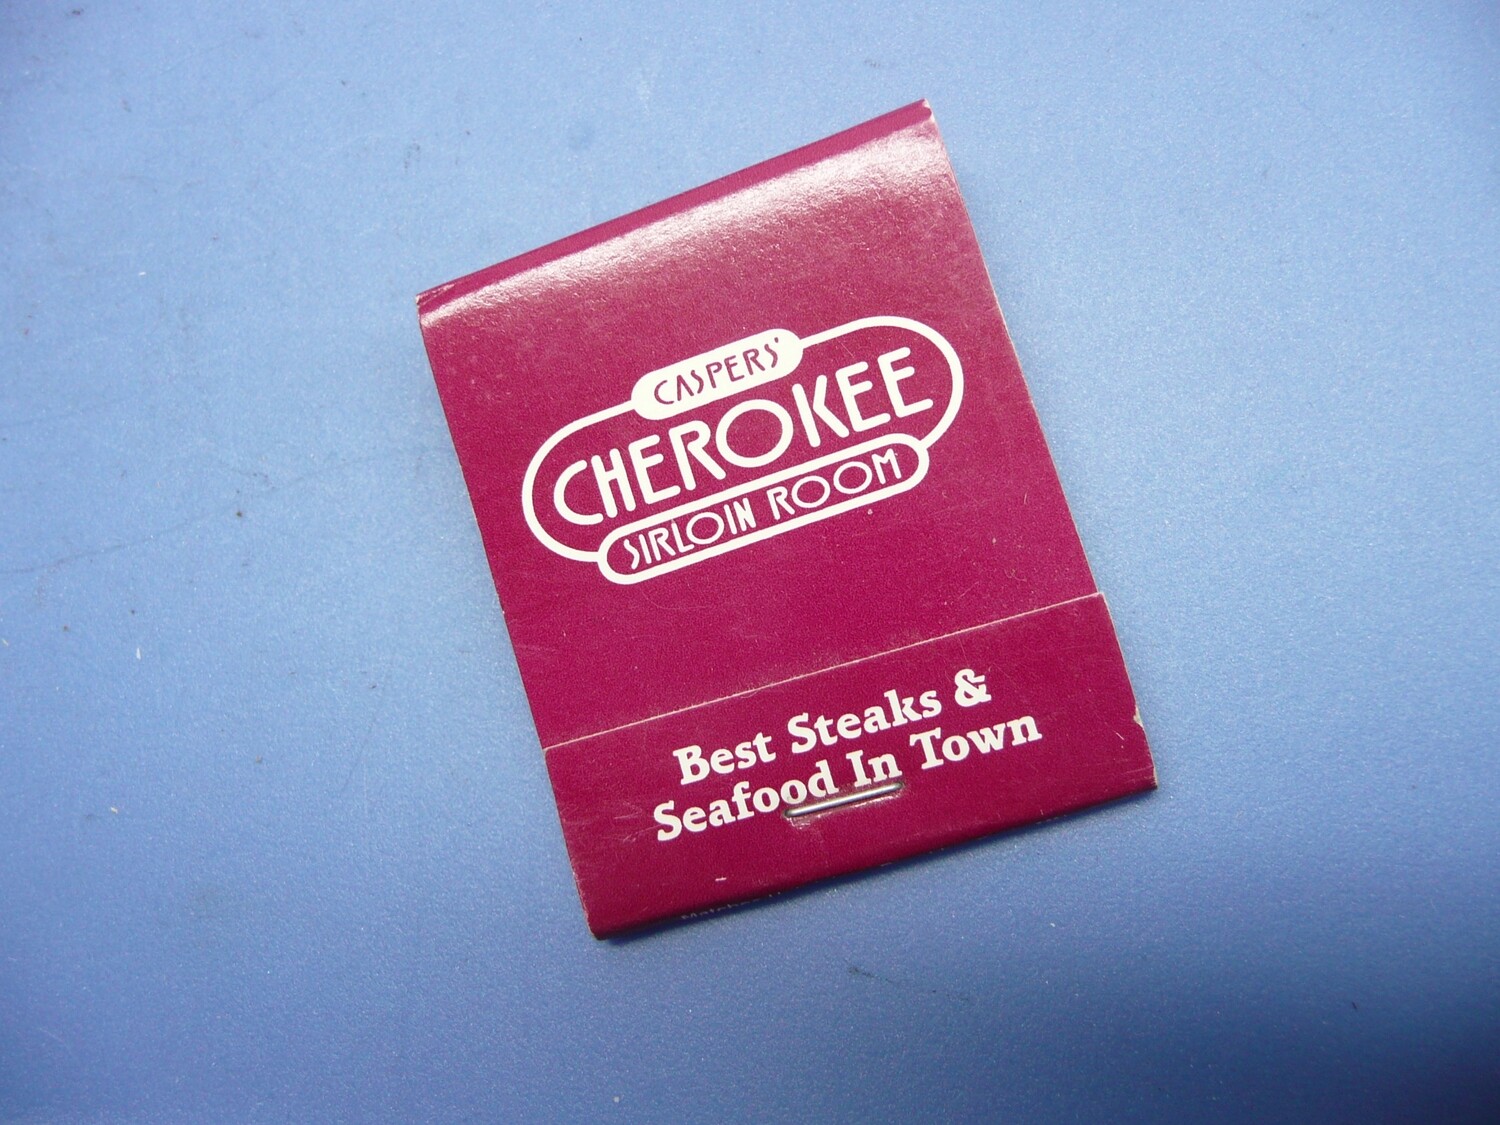 CASPERS'
CHEROKEE
SIRLOIN ROOM
Best Steaks &
Seafood In Town